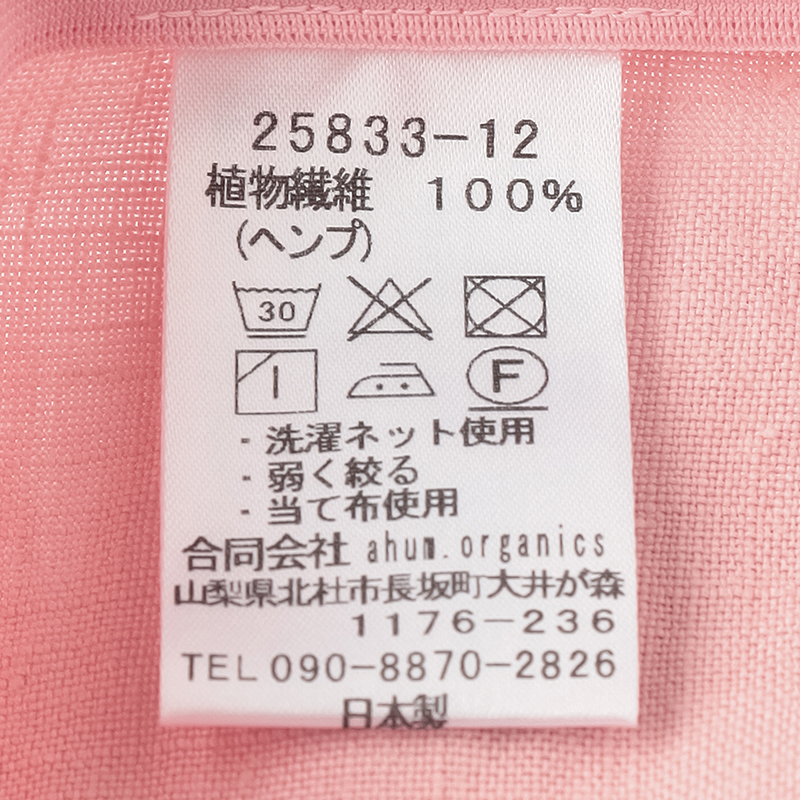 25833-12
植物繊維 100%
(ヘンプ)
30
F
・洗濯ネット使用
・弱く絞る
・当て布使用
合同会社 ahum.organics
山梨県北杜市長坂町大井が森
1176-236
TEL090-8870-2826
日本製